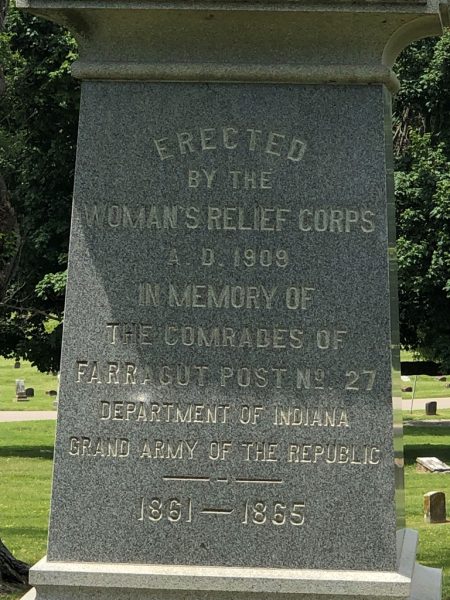 ERECTED
BY THE
WOMAN'S RELIEF CORPS
A. D. 1909
IN MEMORY OF
THE COMRADES OF
FARRAGUT POST No. 27
DEPARTMENT OF INDIANA
GRAND ARMY OF THE REPUBLIC
1861 — 1865